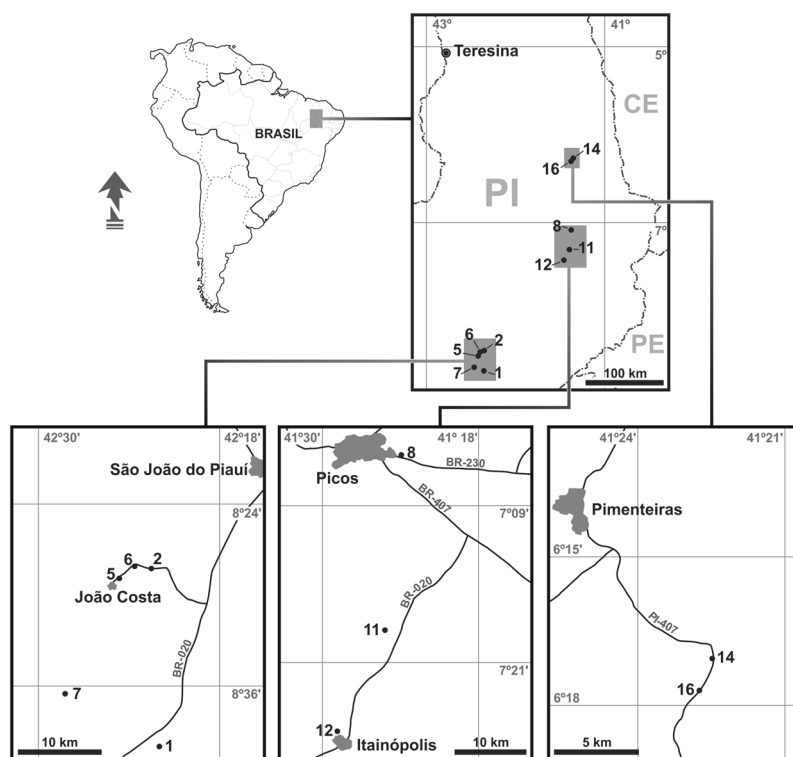 43º
41º
5º
Teresina
CE
BRASIL
14
16
PI
7º
8
11
12
6
2
5
PE
7
1
100 km
42º30'
42º18'
São João do Piauí
8º24'
6
2
5
João Costa
BR-020
7
8º36'
10 km
1
41º30'
41º 18'
8
BR-230
Picos
BR-407
7º09'
BR-020
11
7º21'
12
Itainópolis
10 km
41º24'
41º21'
Pimenteiras
6º15'
PI-407
14
16
6º18
5 km